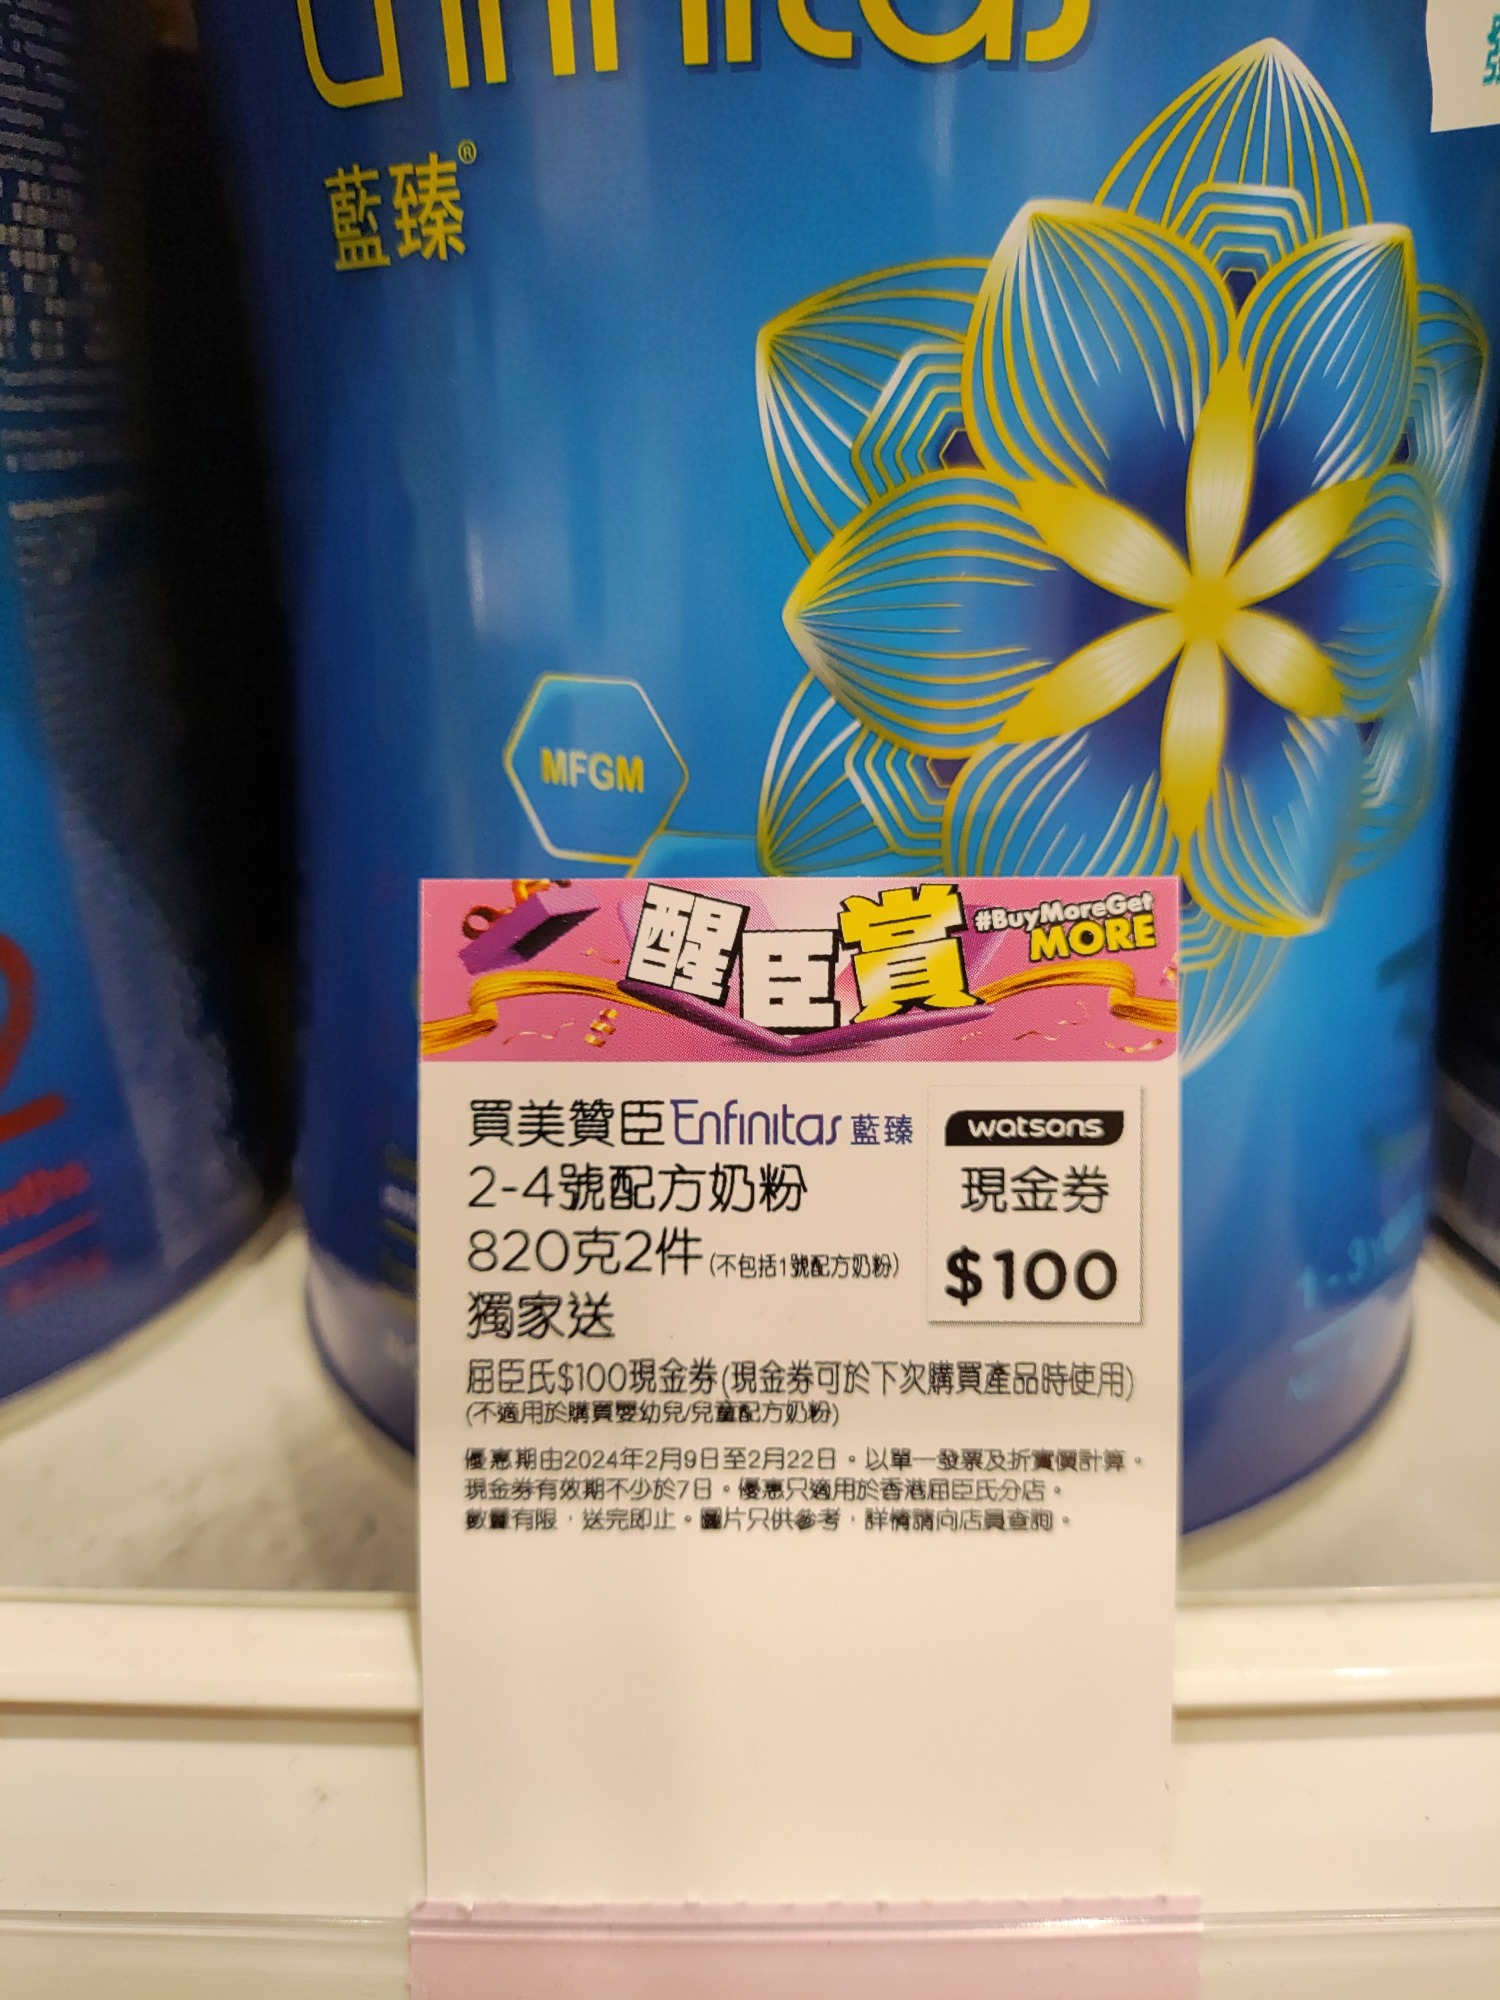 Enfinitas
藍臻®
MFGM
醒臣賞
#BuyMoreGet
MORE
買美贊臣Enfinitas 藍臻
2-4號配方奶粉
820克2件(不包括1號配方奶粉)
獨家送
watsons
現金券
$100
屈臣氏$100現金券(現金券可於下次購買產品時使用)
(不適用於購買嬰幼兒/兒童配方奶粉)
優惠期由2024年2月9日至2月22日。以單一發票及折實價計算。
現金券有效期不少於7日。優惠只適用於香港屈臣氏分店。
數量有限，送完即止。圖片只供參考，詳情請向店員查詢。
2